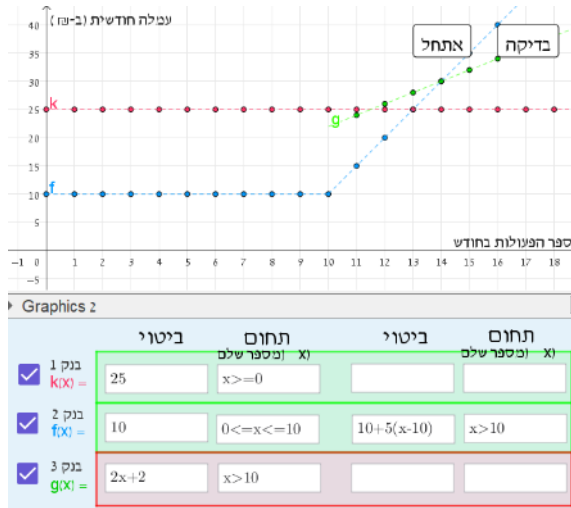 עמלה חודשית (ב-₪)
40
35
30
25
20
15
10
5
-5
אתחל
בדיקה
k
g
f
ספר הפעולות בחודש
-1 0 1 2 3 4 5 6 7 8 9 10 11 12 13 14 15 16 17 18
Graphics 2
ביטוי תחום ביטוי תחום
(מספר שלם X) (מספר שלם X)
בנק 1
k(x) = 25 x>=0
בנק 2
f(x) = 10 0<=x<=10 10+5(x-10) x>10
בנק 3
g(x) = 2x+2 x>10